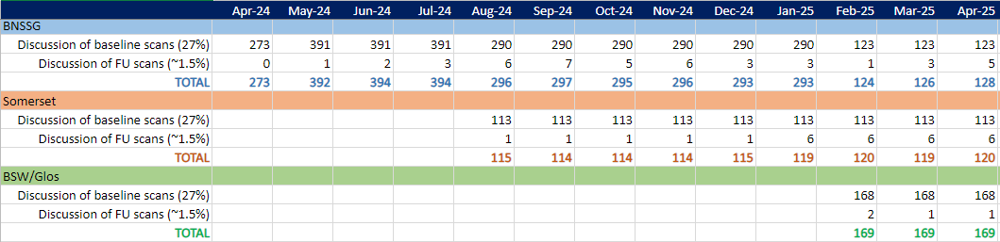 Apr-24 May-24 Jun-24 Jul-24 Aug-24 Sep-24 Oct-24 Nov-24 Dec-24 Jan-25 Feb-25 Mar-25 Apr-25
BNSSG
Discussion of baseline scans (27%) 273 391 391 391 290 290 290 290 290 290 123 123 123
Discussion of FU scans (~1.5%) 0 1 2 3 6 7 5 6 3 3 1 3 5
TOTAL 273 392 394 394 296 297 295 296 293 293 124 126 128
Somerset
Discussion of baseline scans (27%) 113 113 113 113 113 113 113 113 113
Discussion of FU scans (~1.5%) 1 1 1 1 1 6 6 6 6
TOTAL 115 114 114 114 115 119 120 119 120
BSW/Glos
Discussion of baseline scans (27%) 168 168 168
Discussion of FU scans (~1.5%) 2 1 1
TOTAL 169 169 169